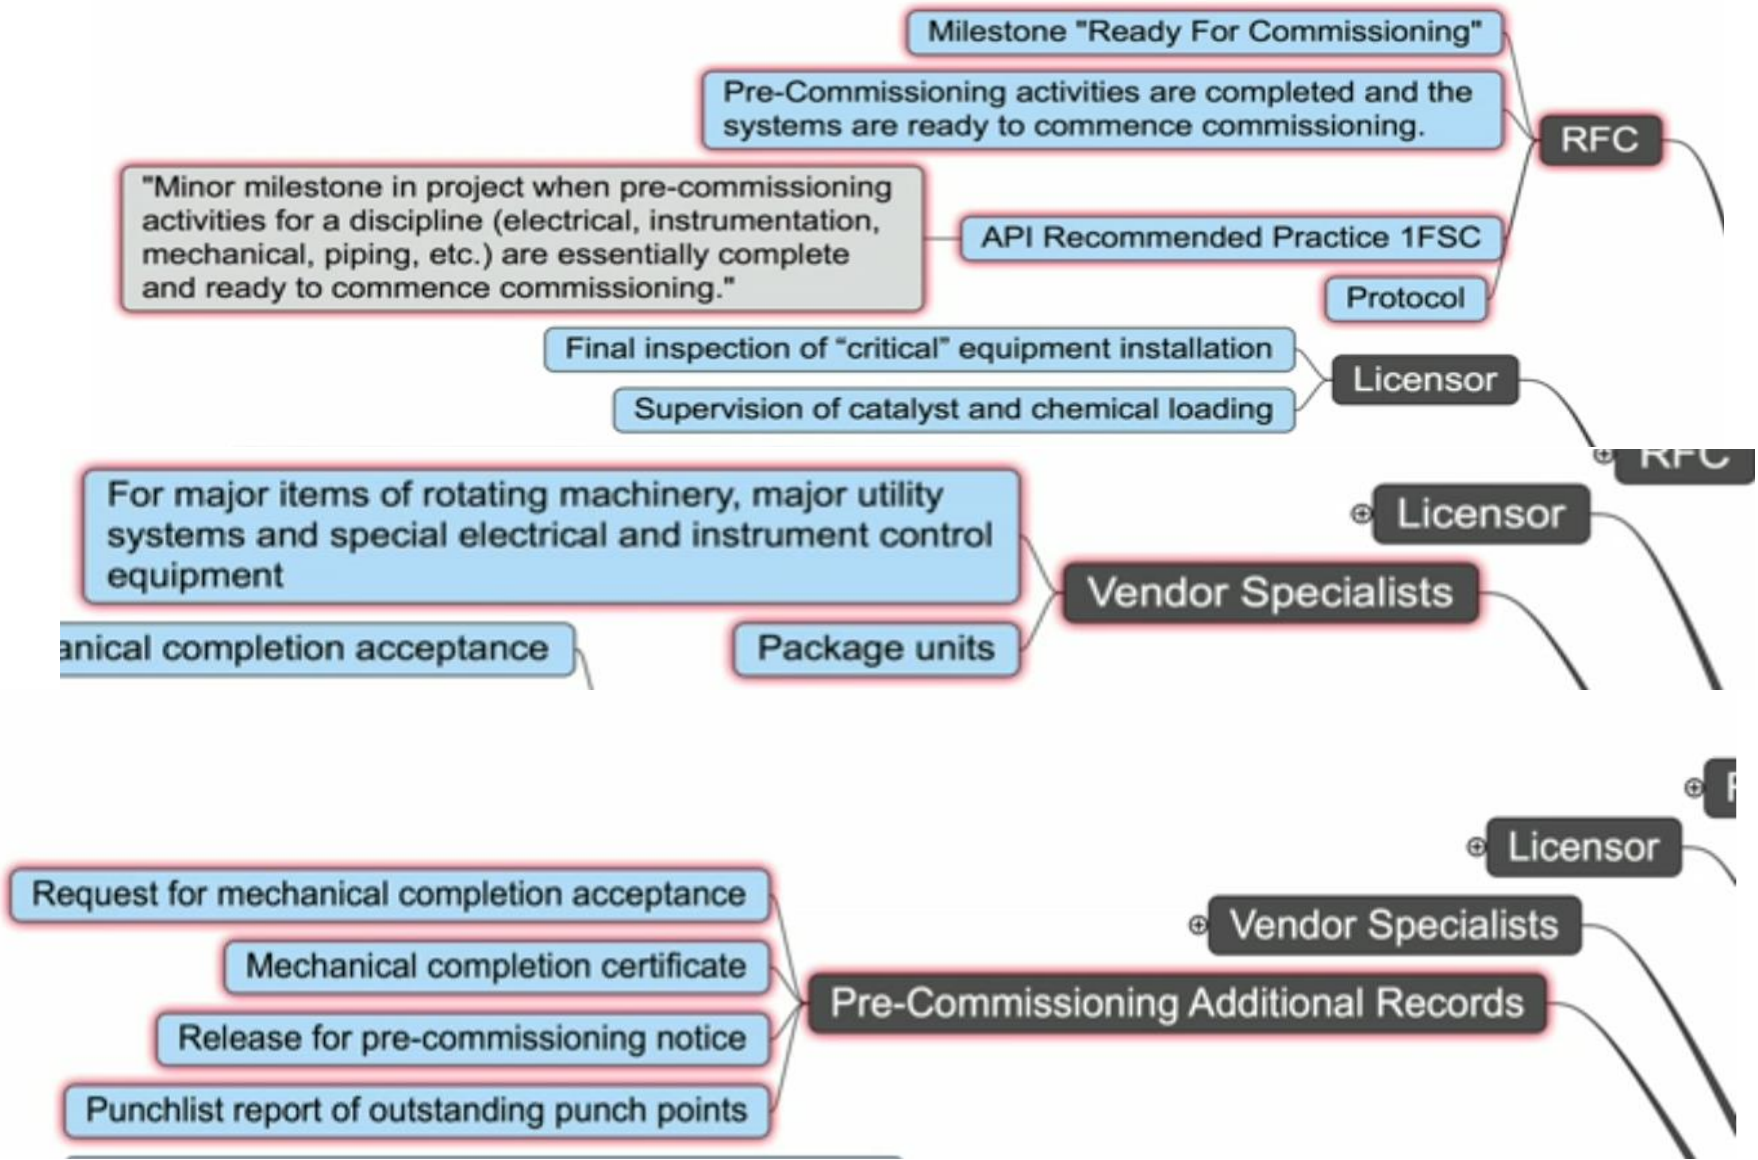 Milestone "Ready For Commissioning"
Pre-Commissioning activities are completed and the
systems are ready to commence commissioning.
RFC
"Minor milestone in project when pre-commissioning
activities for a discipline (electrical, instrumentation,
mechanical, piping, etc.) are essentially complete
and ready to commence commissioning."
API Recommended Practice 1FSC
Protocol
Final inspection of “critical” equipment installation
Licensor
Supervision of catalyst and chemical loading
RFC
For major items of rotating machinery, major utility
systems and special electrical and instrument control
equipment
Licensor
Vendor Specialists
anical completion acceptance
Package units
Licensor
Request for mechanical completion acceptance
Vendor Specialists
Mechanical completion certificate
Pre-Commissioning Additional Records
Release for pre-commissioning notice
Punchlist report of outstanding punch points